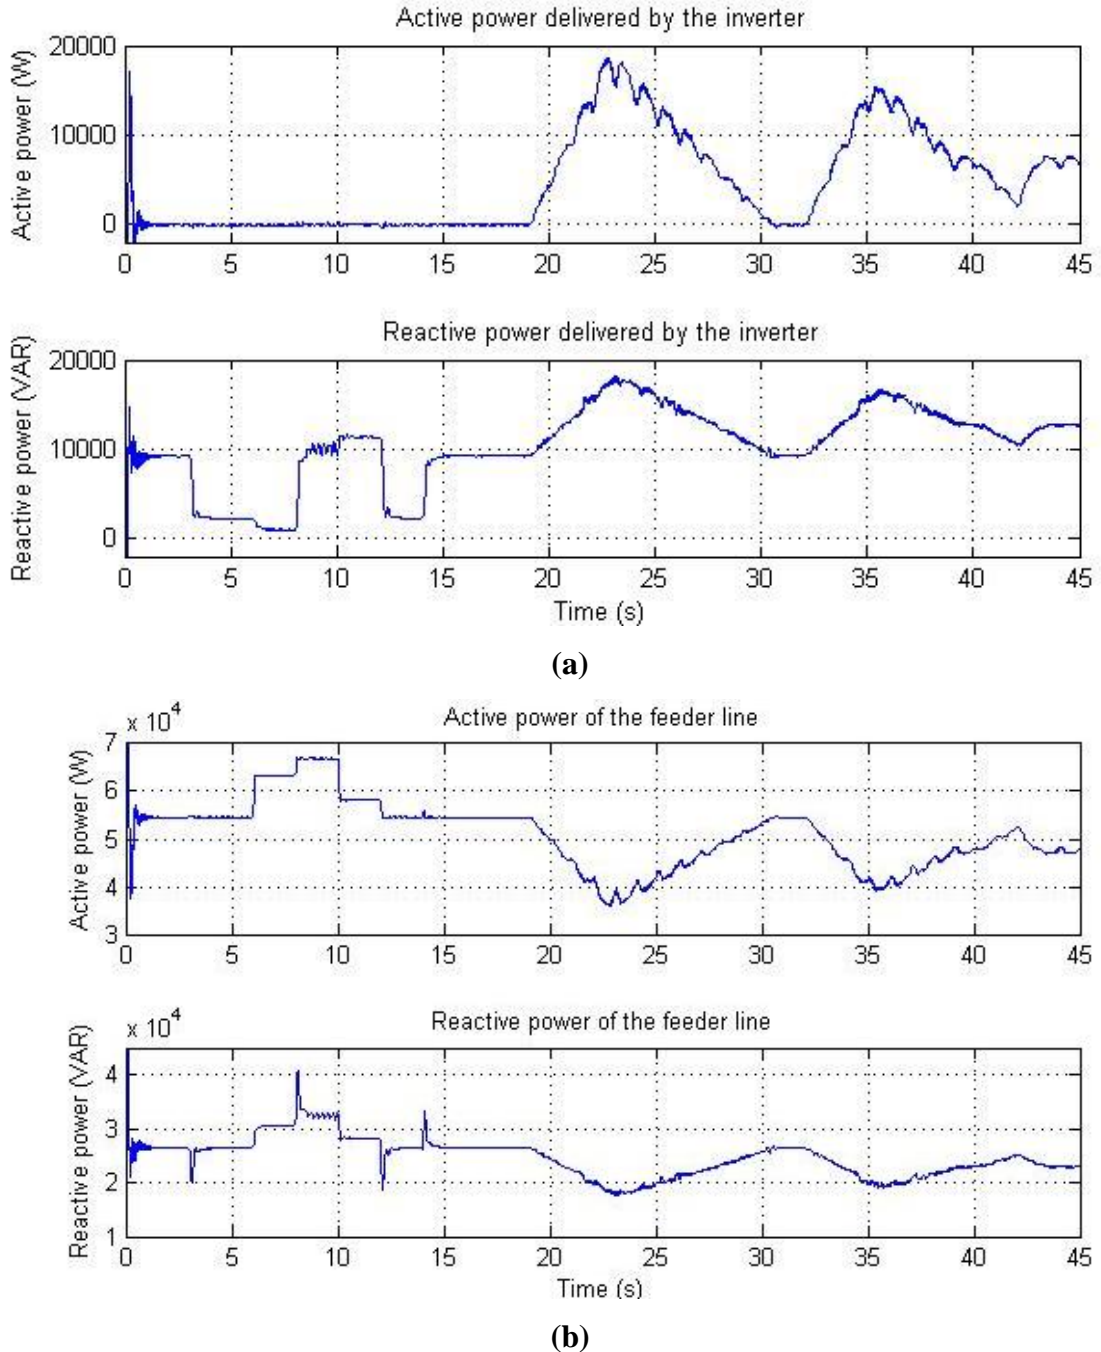 Active power delivered by the inverter
Active power (W)
20000
10000
0
0 5 10 15 20 25 30 35 40 45
Reactive power delivered by the inverter
Reactive power (VAR)
20000
10000
0
0 5 10 15 20 25 30 35 40 45
Time (s)
(a)
x 10^4
Active power of the feeder line
Active power (W)
7
6
5
4
3
0 5 10 15 20 25 30 35 40 45
x 10^4
Reactive power of the feeder line
Reactive power (VAR)
4
3
2
1
0 5 10 15 20 25 30 35 40 45
Time (s)
(b)